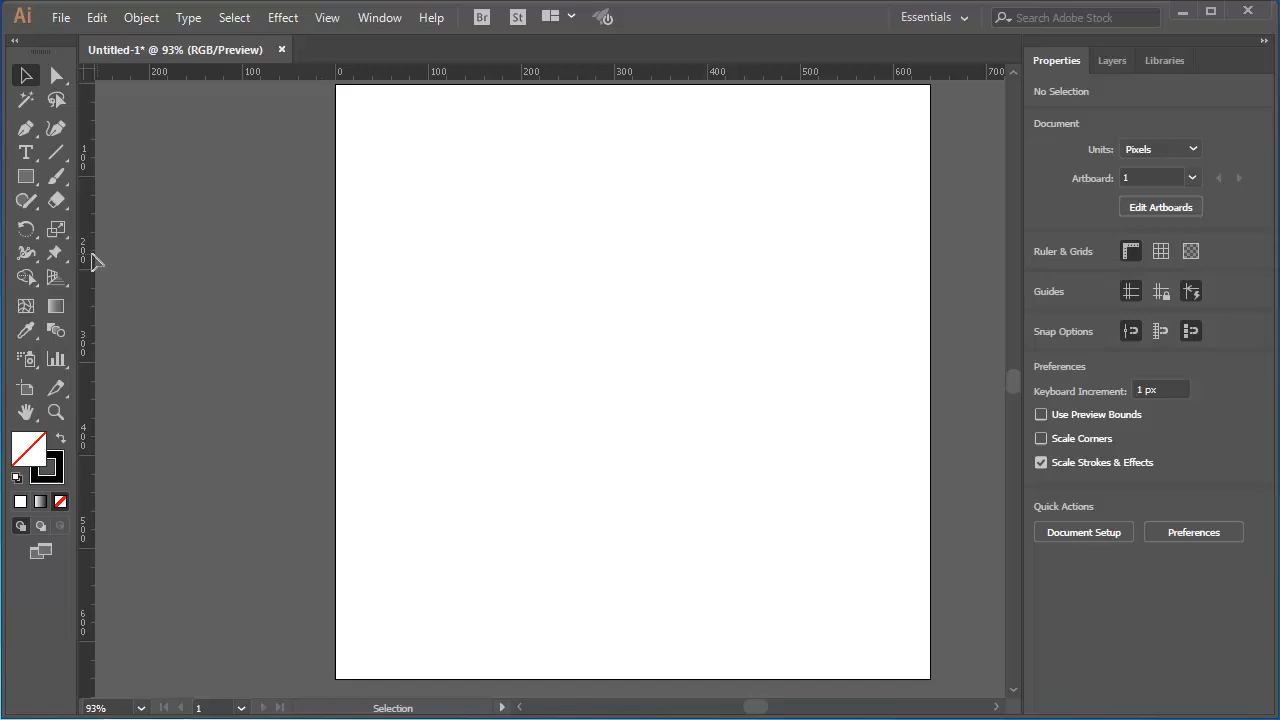 Ai File Edit Object Type Select Effect View Window Help Br St Essentials Search Adobe Stock
Untitled-1* @ 93% (RGB/Preview)
200 100 0 100 200 300 400 500 600 700
100
200
300
400
500
600
Properties Layers Libraries
No Selection
Document
Units: Pixels
Artboard: 1
Edit Artboards
Ruler & Grids
Guides
Snap Options
Preferences
Keyboard Increment: 1 px
Use Preview Bounds
Scale Corners
Scale Strokes & Effects
Quick Actions
Document Setup Preferences
93% 1 Selection